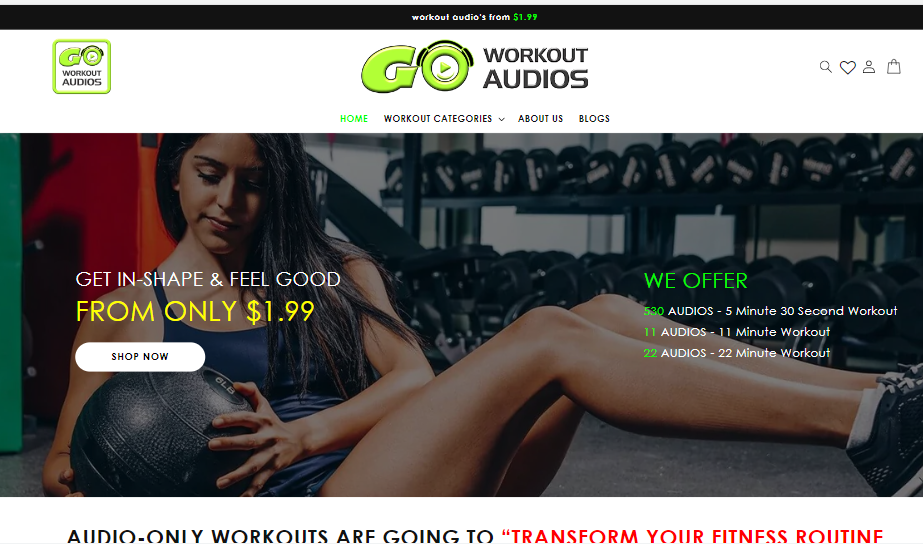 workout audio's from $1.99
GO WORKOUT AUDIOS
GO WORKOUT
AUDIOS
HOME WORKOUT CATEGORIES ABOUT US BLOGS
GET IN-SHAPE & FEEL GOOD
FROM ONLY $1.99
SHOP NOW
WE OFFER
530 AUDIOS - 5 Minute 30 Second Workout
11 AUDIOS - 11 Minute Workout
22 AUDIOS - 22 Minute Workout
AUDIO-ONLY WORKOUTS ARE GOING TO “TRANSFORM YOUR FITNESS ROUTINE